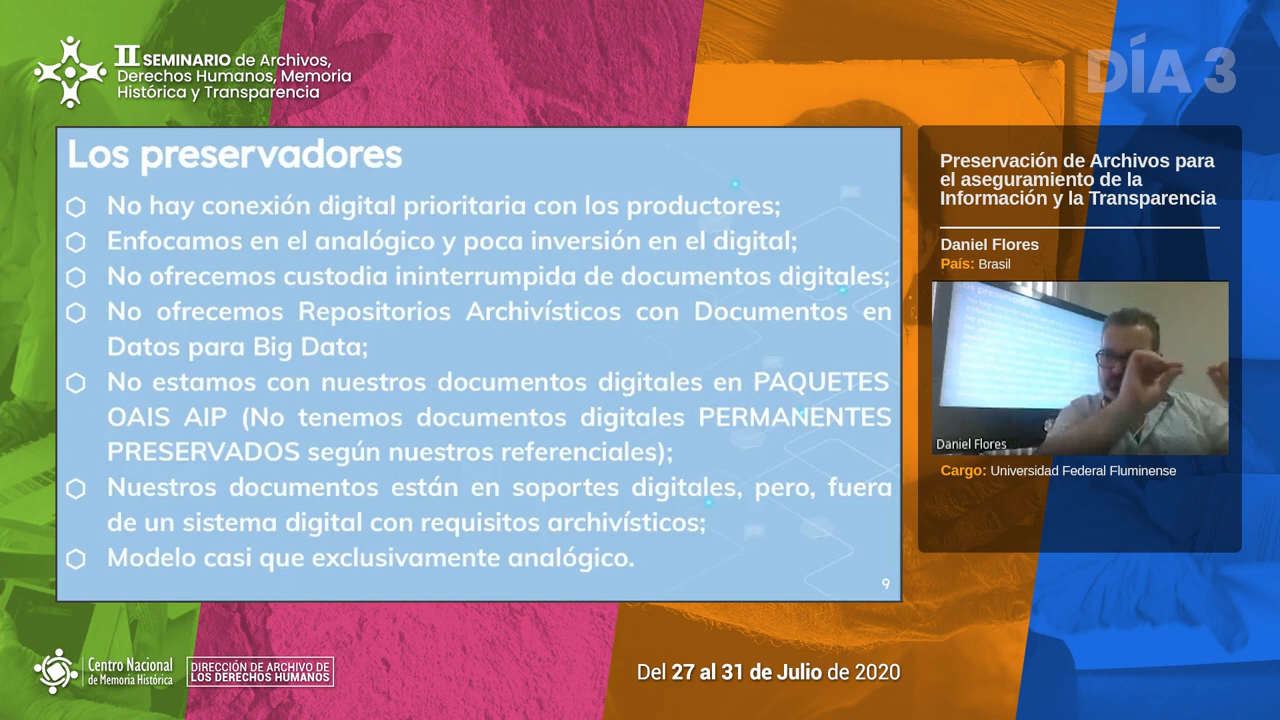 II SEMINARIO de Archivos,
Derechos Humanos, Memoria
Histórica y Transparencia
DÍA 3
Los preservadores
No hay conexión digital prioritaria con los productores;
Enfocamos en el analógico y poca inversión en el digital;
No ofrecemos custodia ininterrumpida de documentos digitales;
No ofrecemos Repositorios Archivísticos con Documentos en
Datos para Big Data;
No estamos con nuestros documentos digitales en PAQUETES
OAIS AIP (No tenemos documentos digitales PERMANENTES
PRESERVADOS según nuestros referenciales);
Nuestros documentos están en soportes digitales, pero, fuera
de un sistema digital con requisitos archivísticos;
Modelo casi que exclusivamente analógico.
9
Preservación de Archivos para
el aseguramiento de la
Información y la Transparencia
Daniel Flores
País: Brasil
Daniel Flores
Cargo: Universidad Federal Fluminense
Centro Nacional
de Memoria Histórica
DIRECCIÓN DE ARCHIVO DE
LOS DERECHOS HUMANOS
Del 27 al 31 de Julio de 2020